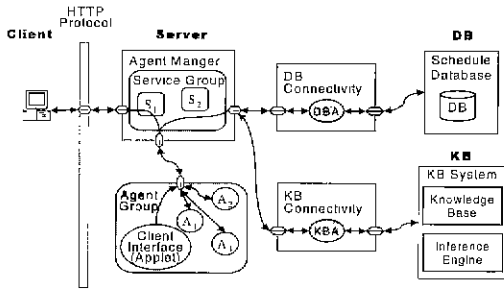 HTTP
Protocol
Client
Server
DB
Agent Manger
Service Group
S1
S2
DB
Connectivity
DBA
Schedule
Database
DB
KB
KB System
Knowledge
Base
Inference
Engine
KB
Connectivity
KBA
Agent
Group
A2
A1
Client
Interface
(Applet)